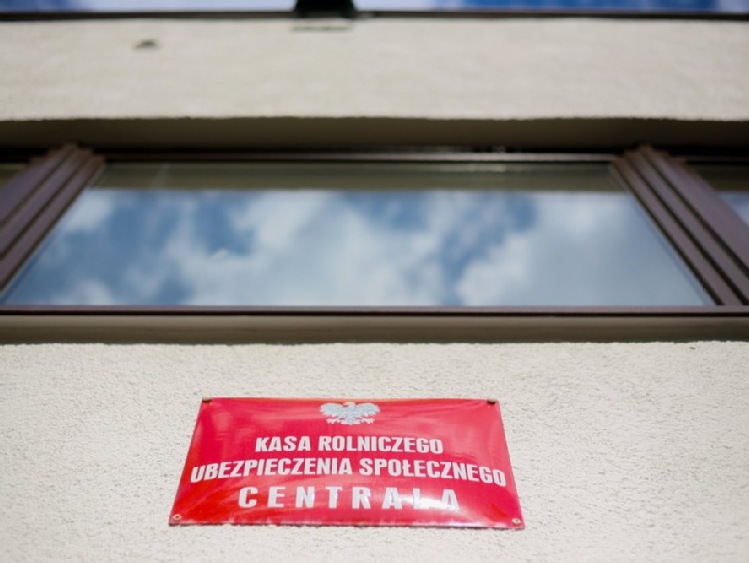 KASA ROLNICZEGO
UBEZPIECZENIA SPOŁECZNEGO
CENTRALA